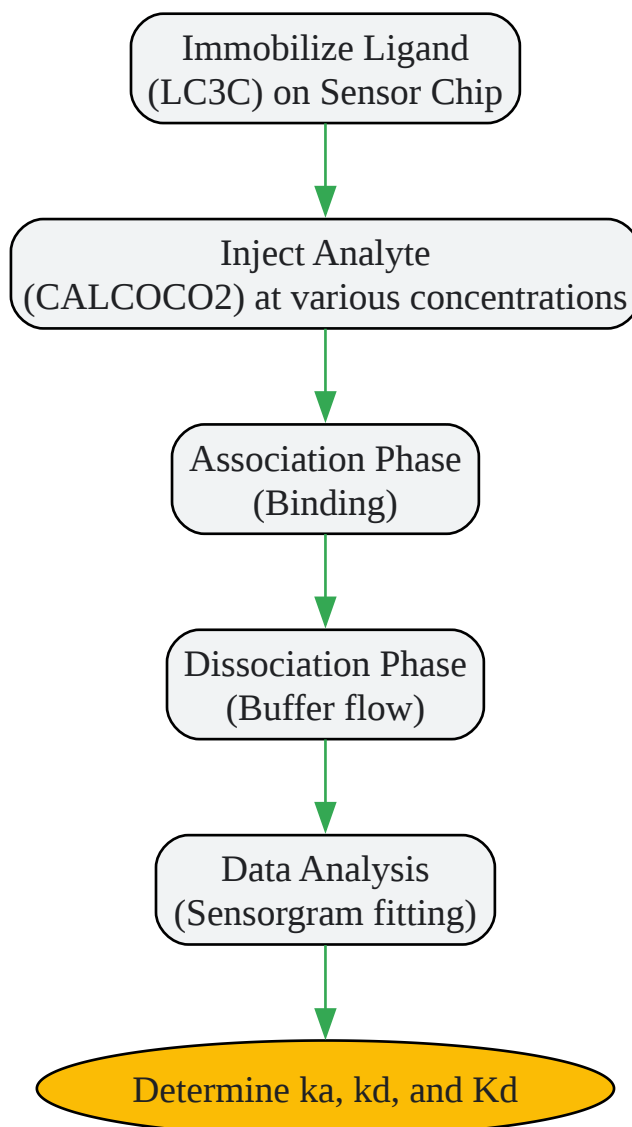 Immobilize Ligand
(LC3C) on Sensor Chip
Inject Analyte
(CALCOCO2) at various concentrations
Association Phase
(Binding)
Dissociation Phase
(Buffer flow)
Data Analysis
(Sensorgram fitting)
Determine ka, kd, and Kd